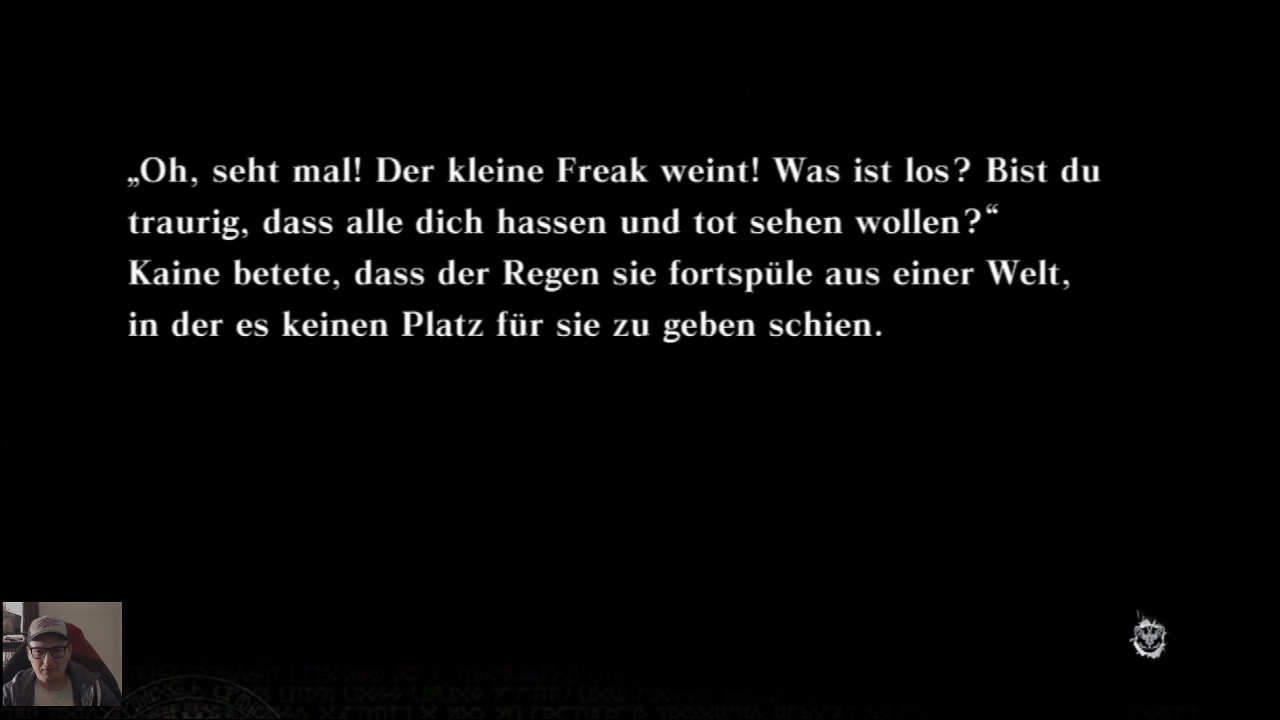 „Oh, seht mal! Der kleine Freak weint! Was ist los? Bist du
traurig, dass alle dich hassen und tot sehen wollen?“
Kaine betete, dass der Regen sie fortspüle aus einer Welt,
in der es keinen Platz für sie zu geben schien.